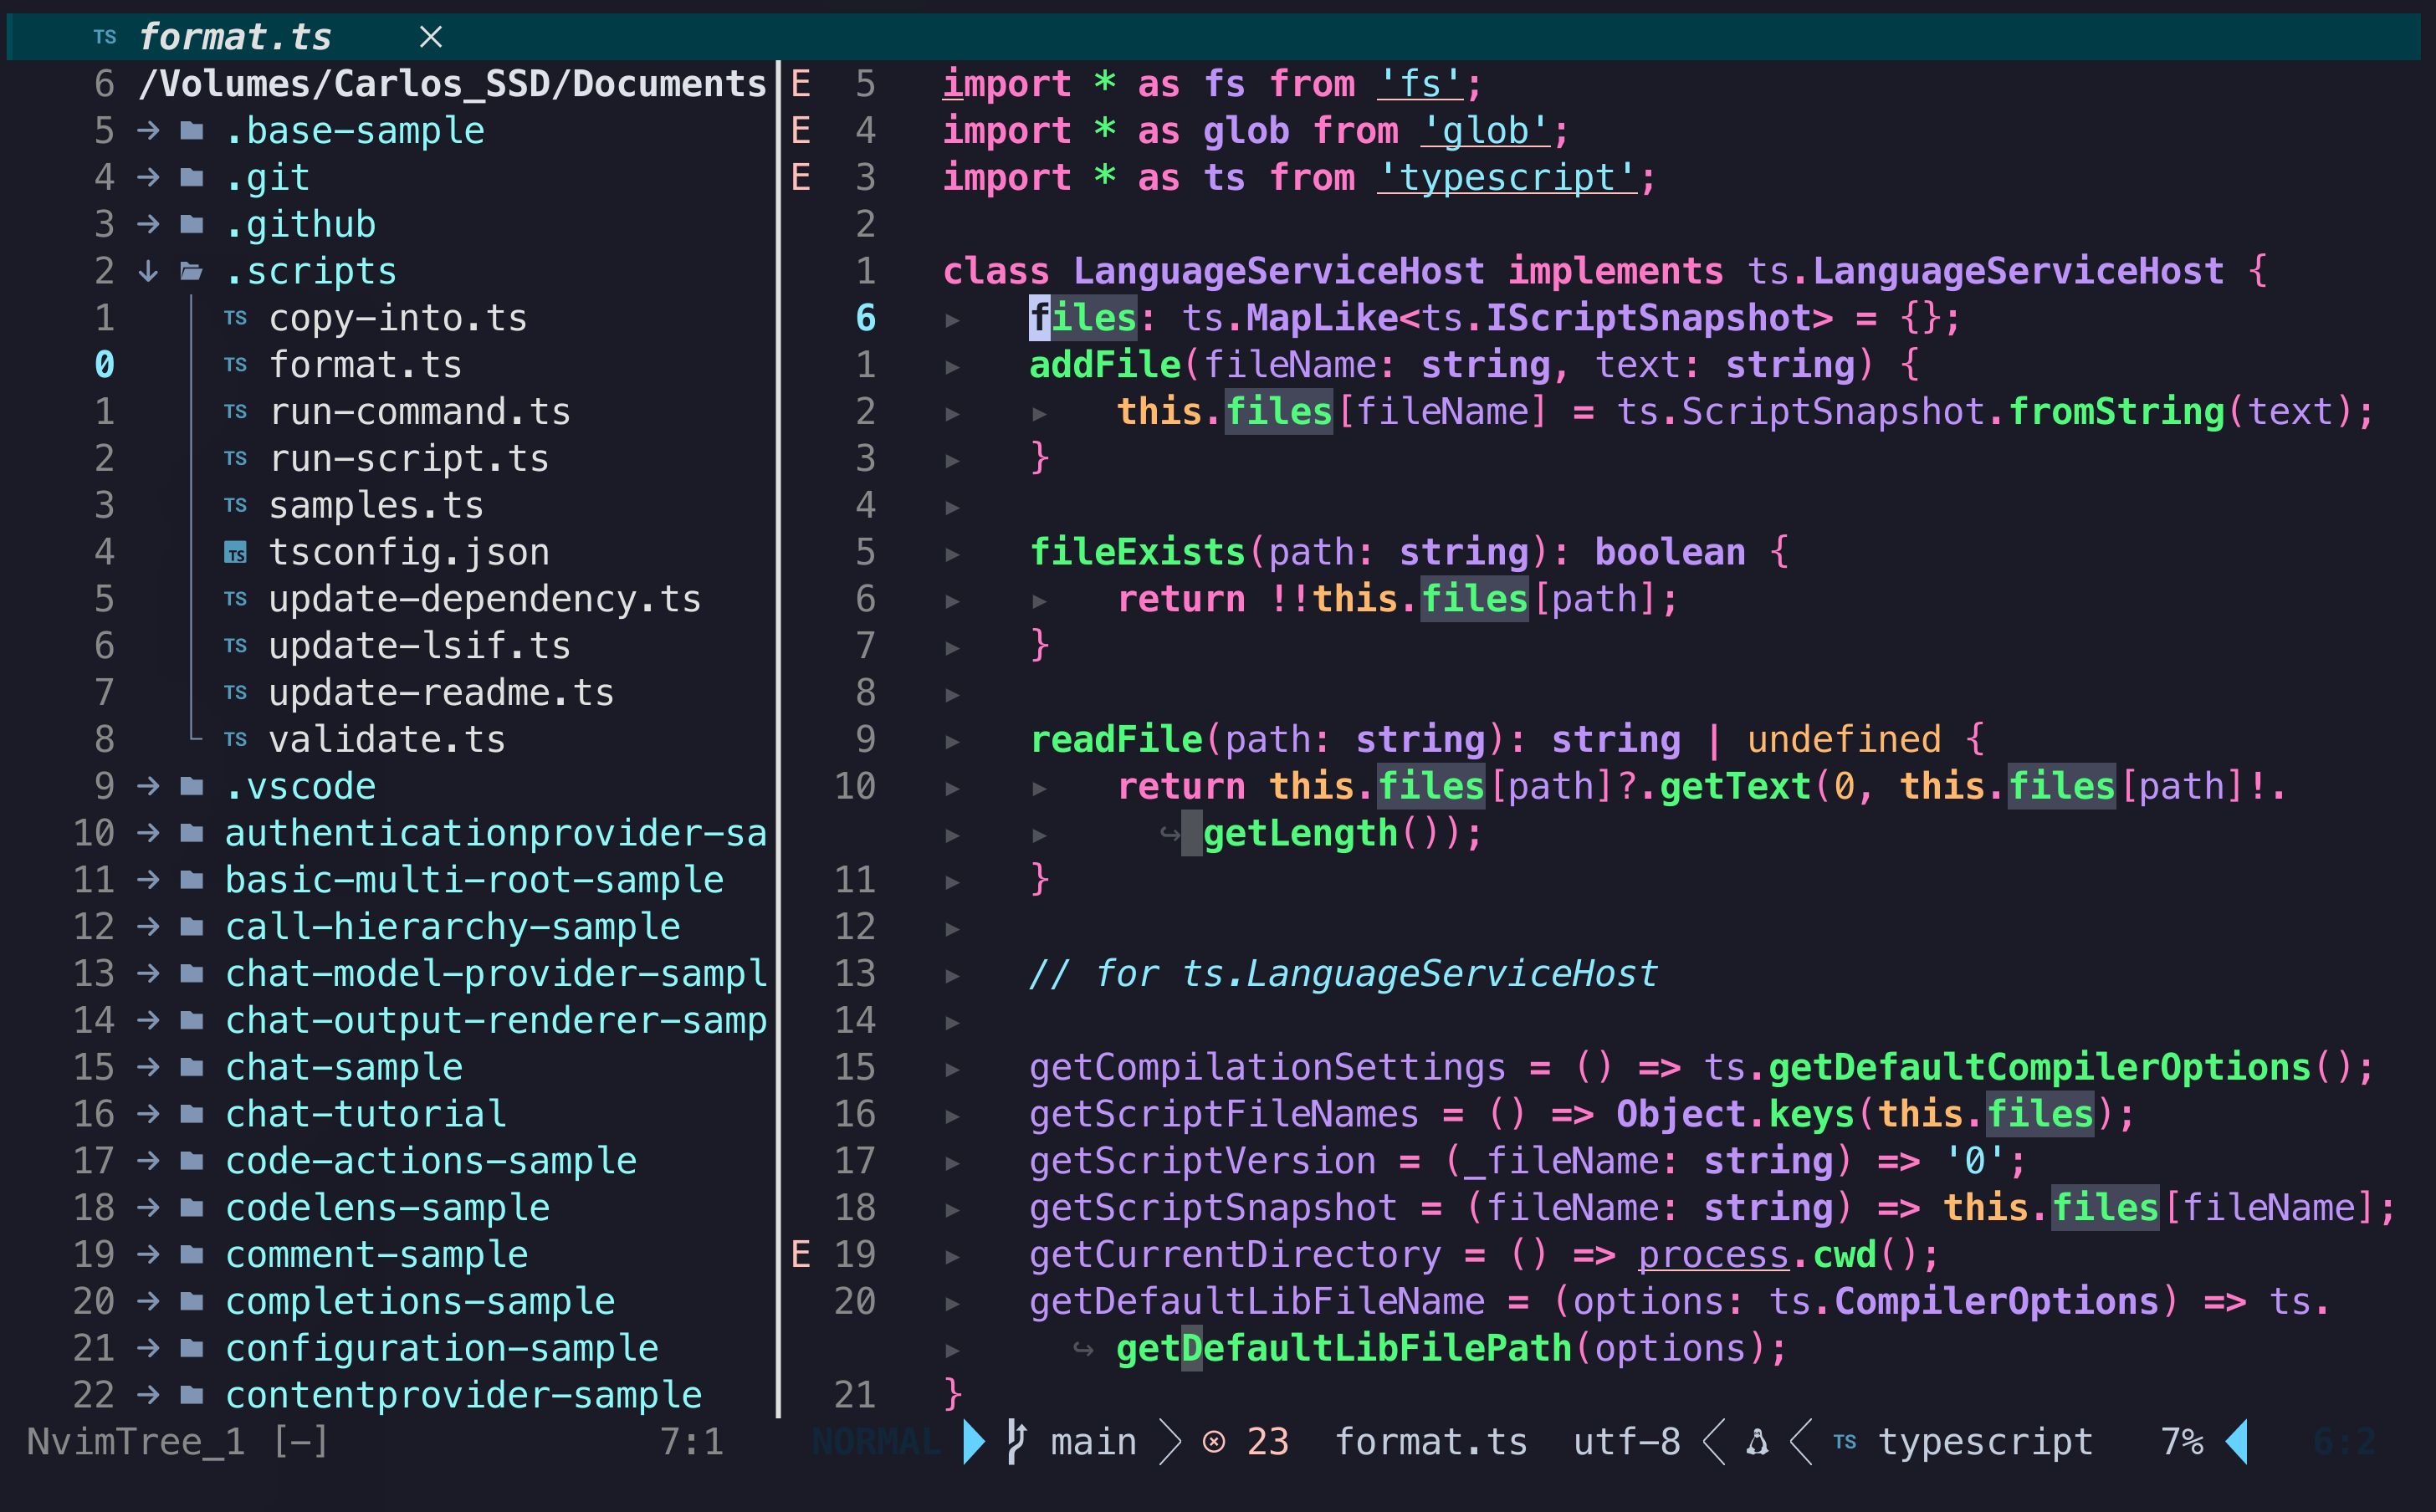 TS format.ts ×
6 /Volumes/Carlos_SSD/Documents
5 → .base-sample
4 → .git
3 → .github
2 ↓ .scripts
1 TS copy-into.ts
0 TS format.ts
1 TS run-command.ts
2 TS run-script.ts
3 TS samples.ts
4 TS tsconfig.json
5 TS update-dependency.ts
6 TS update-lsif.ts
7 TS update-readme.ts
8 TS validate.ts
9 → .vscode
10 → authenticationprovider-sa
11 → basic-multi-root-sample
12 → call-hierarchy-sample
13 → chat-model-provider-sampl
14 → chat-output-renderer-samp
15 → chat-sample
16 → chat-tutorial
17 → code-actions-sample
18 → codelens-sample
19 → comment-sample
20 → completions-sample
21 → configuration-sample
22 → contentprovider-sample
NvimTree_1 [-] 7:1
E 5 import * as fs from 'fs';
E 4 import * as glob from 'glob';
E 3 import * as ts from 'typescript';
2
1 class LanguageServiceHost implements ts.LanguageServiceHost {
6 ▸ files: ts.MapLike<ts.IScriptSnapshot> = {};
1 ▸ addFile(fileName: string, text: string) {
2 ▸ ▸ this.files[fileName] = ts.ScriptSnapshot.fromString(text);
3 ▸ }
4 ▸
5 ▸ fileExists(path: string): boolean {
6 ▸ ▸ return !!this.files[path];
7 ▸ }
8 ▸
9 ▸ readFile(path: string): string | undefined {
10 ▸ ▸ return this.files[path]?.getText(0, this.files[path]!.
▸ ▸ ↪ getLength());
11 ▸ }
12 ▸
13 ▸ // for ts.LanguageServiceHost
14 ▸
15 ▸ getCompilationSettings = () => ts.getDefaultCompilerOptions();
16 ▸ getScriptFileNames = () => Object.keys(this.files);
17 ▸ getScriptVersion = (_fileName: string) => '0';
18 ▸ getScriptSnapshot = (fileName: string) => this.files[fileName];
E 19 ▸ getCurrentDirectory = () => process.cwd();
20 ▸ getDefaultLibFileName = (options: ts.CompilerOptions) => ts.
▸ ↪ getDefaultLibFilePath(options);
21 }
NORMAL main 23 format.ts utf-8 TS typescript 7% 6:2